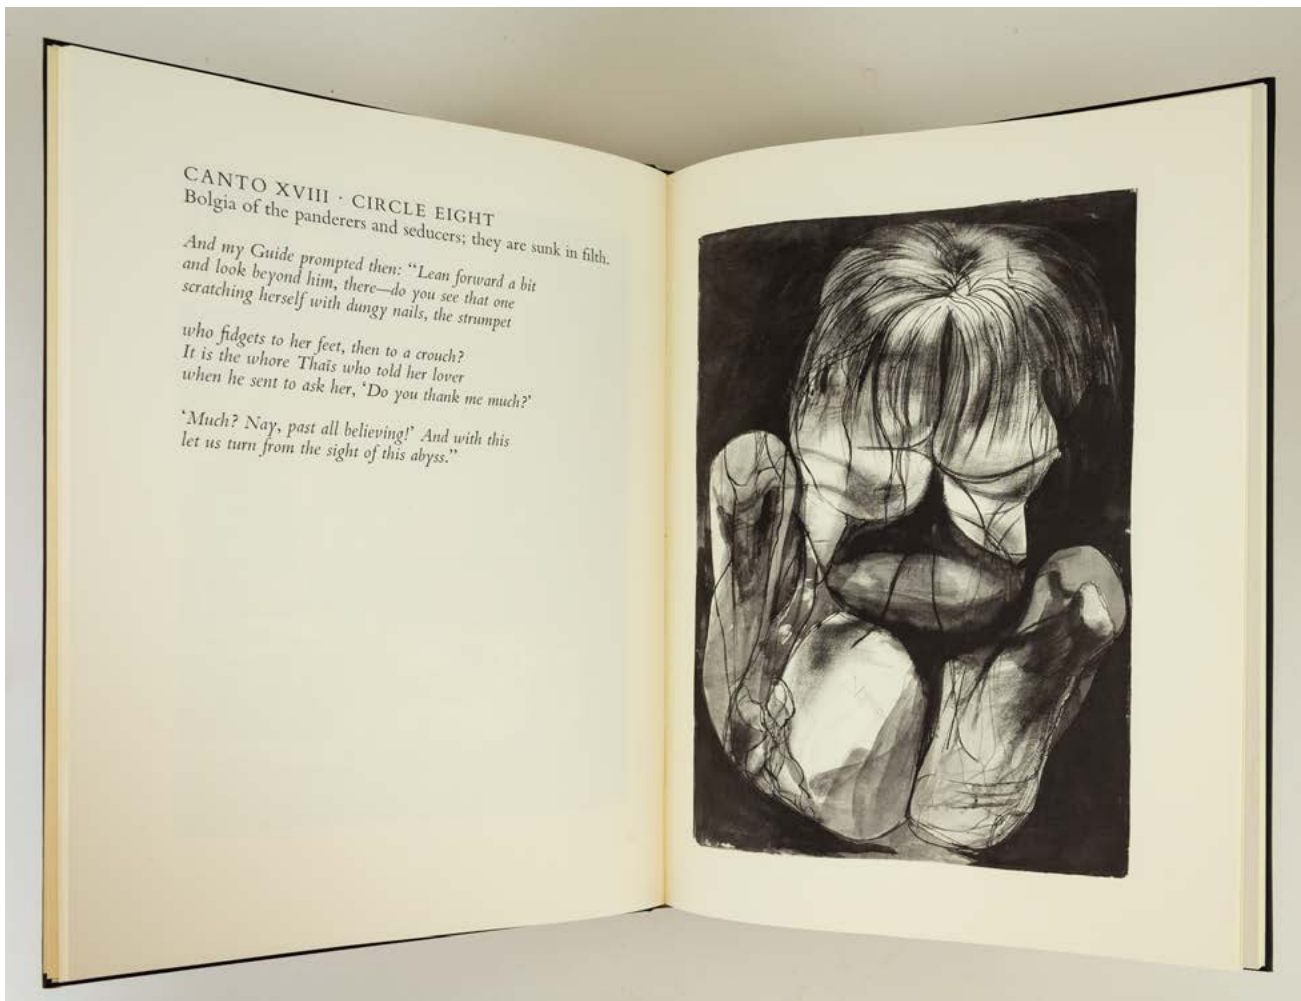 CANTO XVIII · CIRCLE EIGHT
Bolgia of the panderers and seducers; they are sunk in filth.
And my Guide prompted then: “Lean forward a bit
and look beyond him, there—do you see that one
scratching herself with dungy nails, the strumpet
who fidgets to her feet, then to a crouch?
It is the whore Thaïs who told her lover
when he sent to ask her, ‘Do you thank me much?’
‘Much? Nay, past all believing!’ And with this
let us turn from the sight of this abyss.”